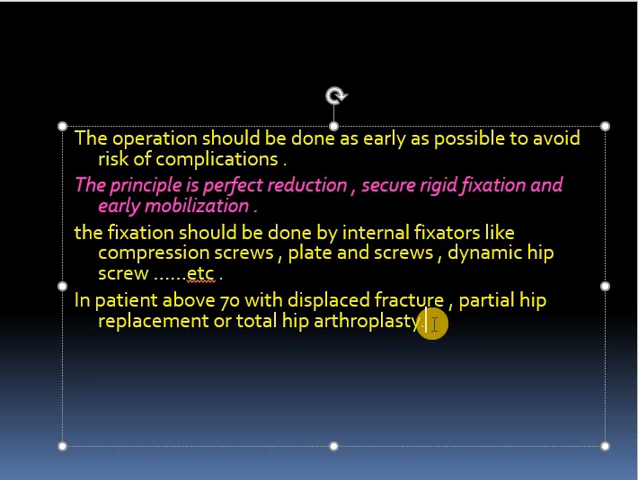 The operation should be done as early as possible to avoid
risk of complications .
The principle is perfect reduction , secure rigid fixation and
early mobilization .
the fixation should be done by internal fixators like
compression screws , plate and screws , dynamic hip
screw ......etc .
In patient above 70 with displaced fracture , partial hip
replacement or total hip arthroplasty.